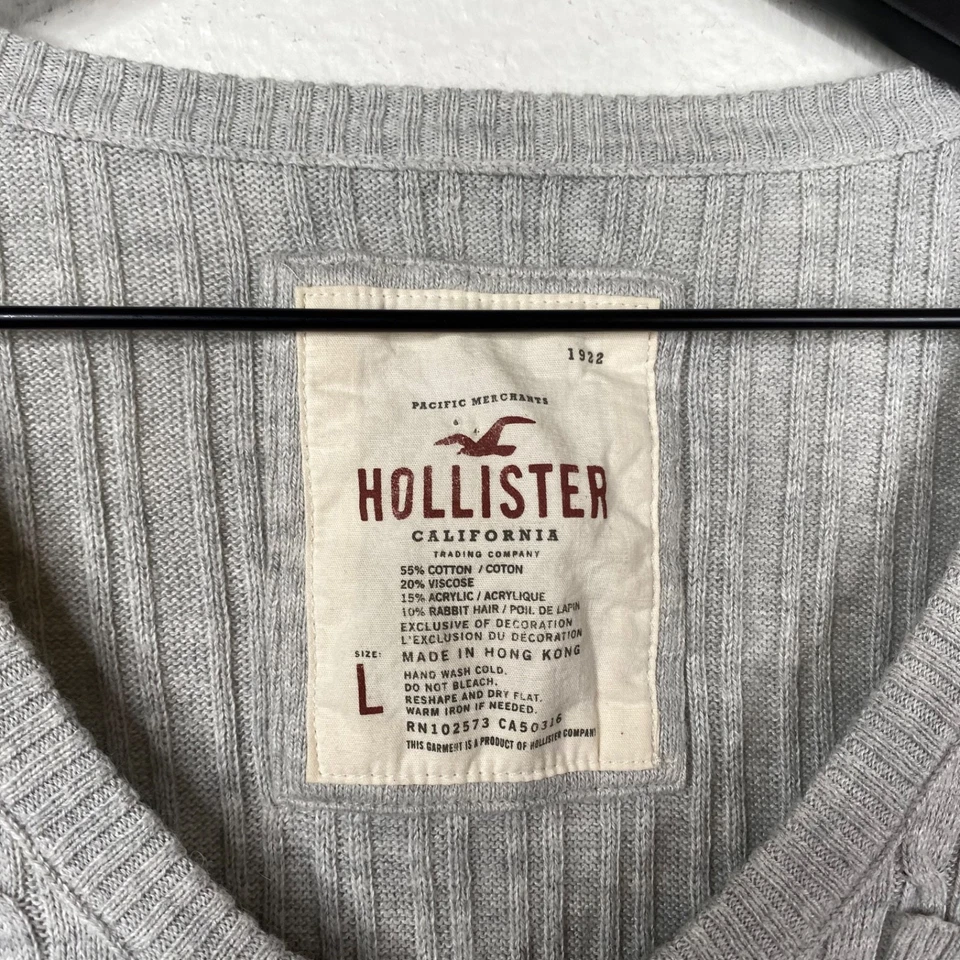 1922
PACIFIC MERCHANTS
HOLLISTER
CALIFORNIA
TRADING COMPANY
55% COTTON / COTON
20% VISCOSE
15% ACRYLIC / ACRYLIQUE
10% RABBIT HAIR / POIL DE LAPIN
EXCLUSIVE OF DECORATION
L'EXCLUSION DU DÉCORATION
MADE IN HONG KONG
SIZE:
L
HAND WASH COLD.
DO NOT BLEACH.
RESHAPE AND DRY FLAT.
WARM IRON IF NEEDED.
RN102573 CA50316
THIS GARMENT IS A PRODUCT OF HOLLISTER COMPANY